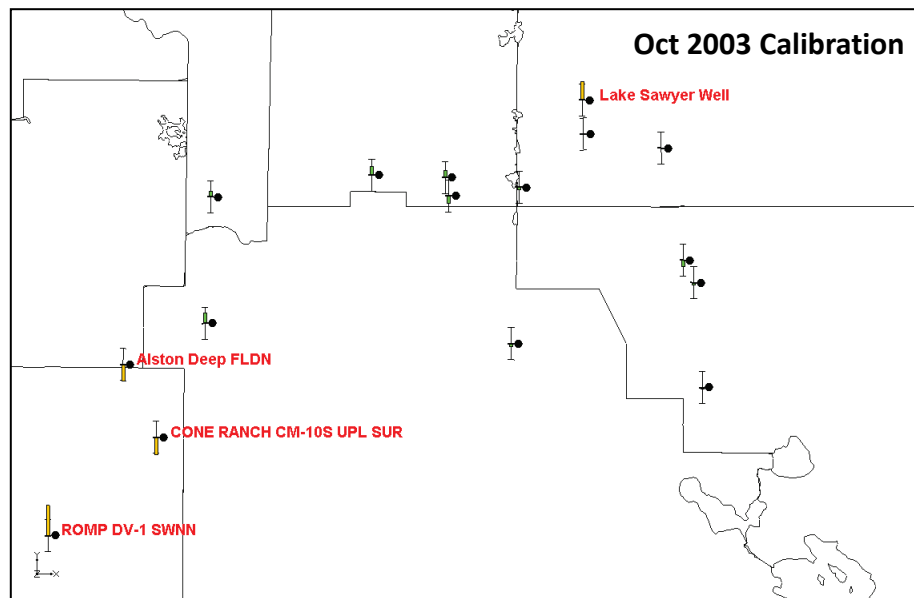 Oct 2003 Calibration
Lake Sawyer Well
Alston Deep FLDN
CONE RANCH CM-10S UPL SUR
ROMP DV-1 SWNN
Y
Z X